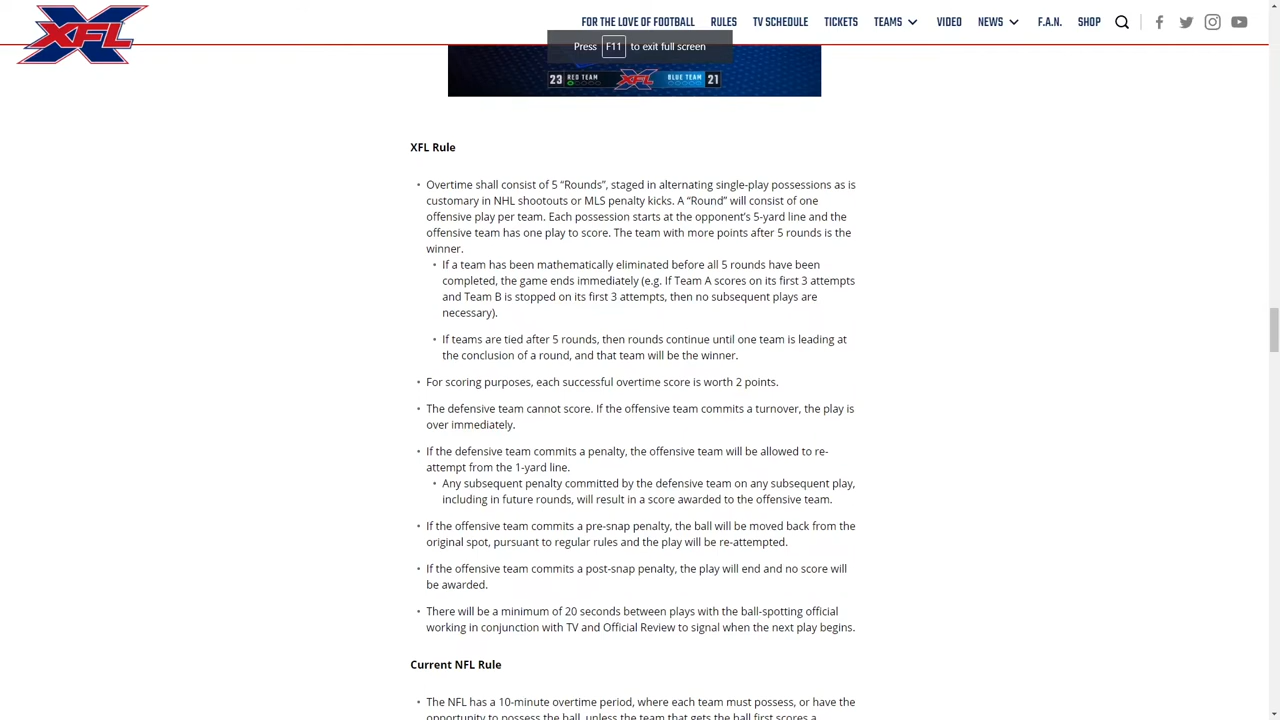 XFL
FOR THE LOVE OF FOOTBALL RULES TV SCHEDULE TICKETS TEAMS VIDEO NEWS F.A.N. SHOP
Press F11 to exit full screen
23 RED TEAM XFL BLUE TEAM 21
XFL Rule
• Overtime shall consist of 5 “Rounds”, staged in alternating single-play possessions as is
customary in NHL shootouts or MLS penalty kicks. A “Round” will consist of one
offensive play per team. Each possession starts at the opponent’s 5-yard line and the
offensive team has one play to score. The team with more points after 5 rounds is the
winner.
• If a team has been mathematically eliminated before all 5 rounds have been
completed, the game ends immediately (e.g. If Team A scores on its first 3 attempts
and Team B is stopped on its first 3 attempts, then no subsequent plays are
necessary).
• If teams are tied after 5 rounds, then rounds continue until one team is leading at
the conclusion of a round, and that team will be the winner.
• For scoring purposes, each successful overtime score is worth 2 points.
• The defensive team cannot score. If the offensive team commits a turnover, the play is
over immediately.
• If the defensive team commits a penalty, the offensive team will be allowed to re-
attempt from the 1-yard line.
• Any subsequent penalty committed by the defensive team on any subsequent play,
including in future rounds, will result in a score awarded to the offensive team.
• If the offensive team commits a pre-snap penalty, the ball will be moved back from the
original spot, pursuant to regular rules and the play will be re-attempted.
• If the offensive team commits a post-snap penalty, the play will end and no score will
be awarded.
• There will be a minimum of 20 seconds between plays with the ball-spotting official
working in conjunction with TV and Official Review to signal when the next play begins.
Current NFL Rule
• The NFL has a 10-minute overtime period, where each team must possess, or have the
opportunity to possess the ball, unless the team that gets the ball first scores a